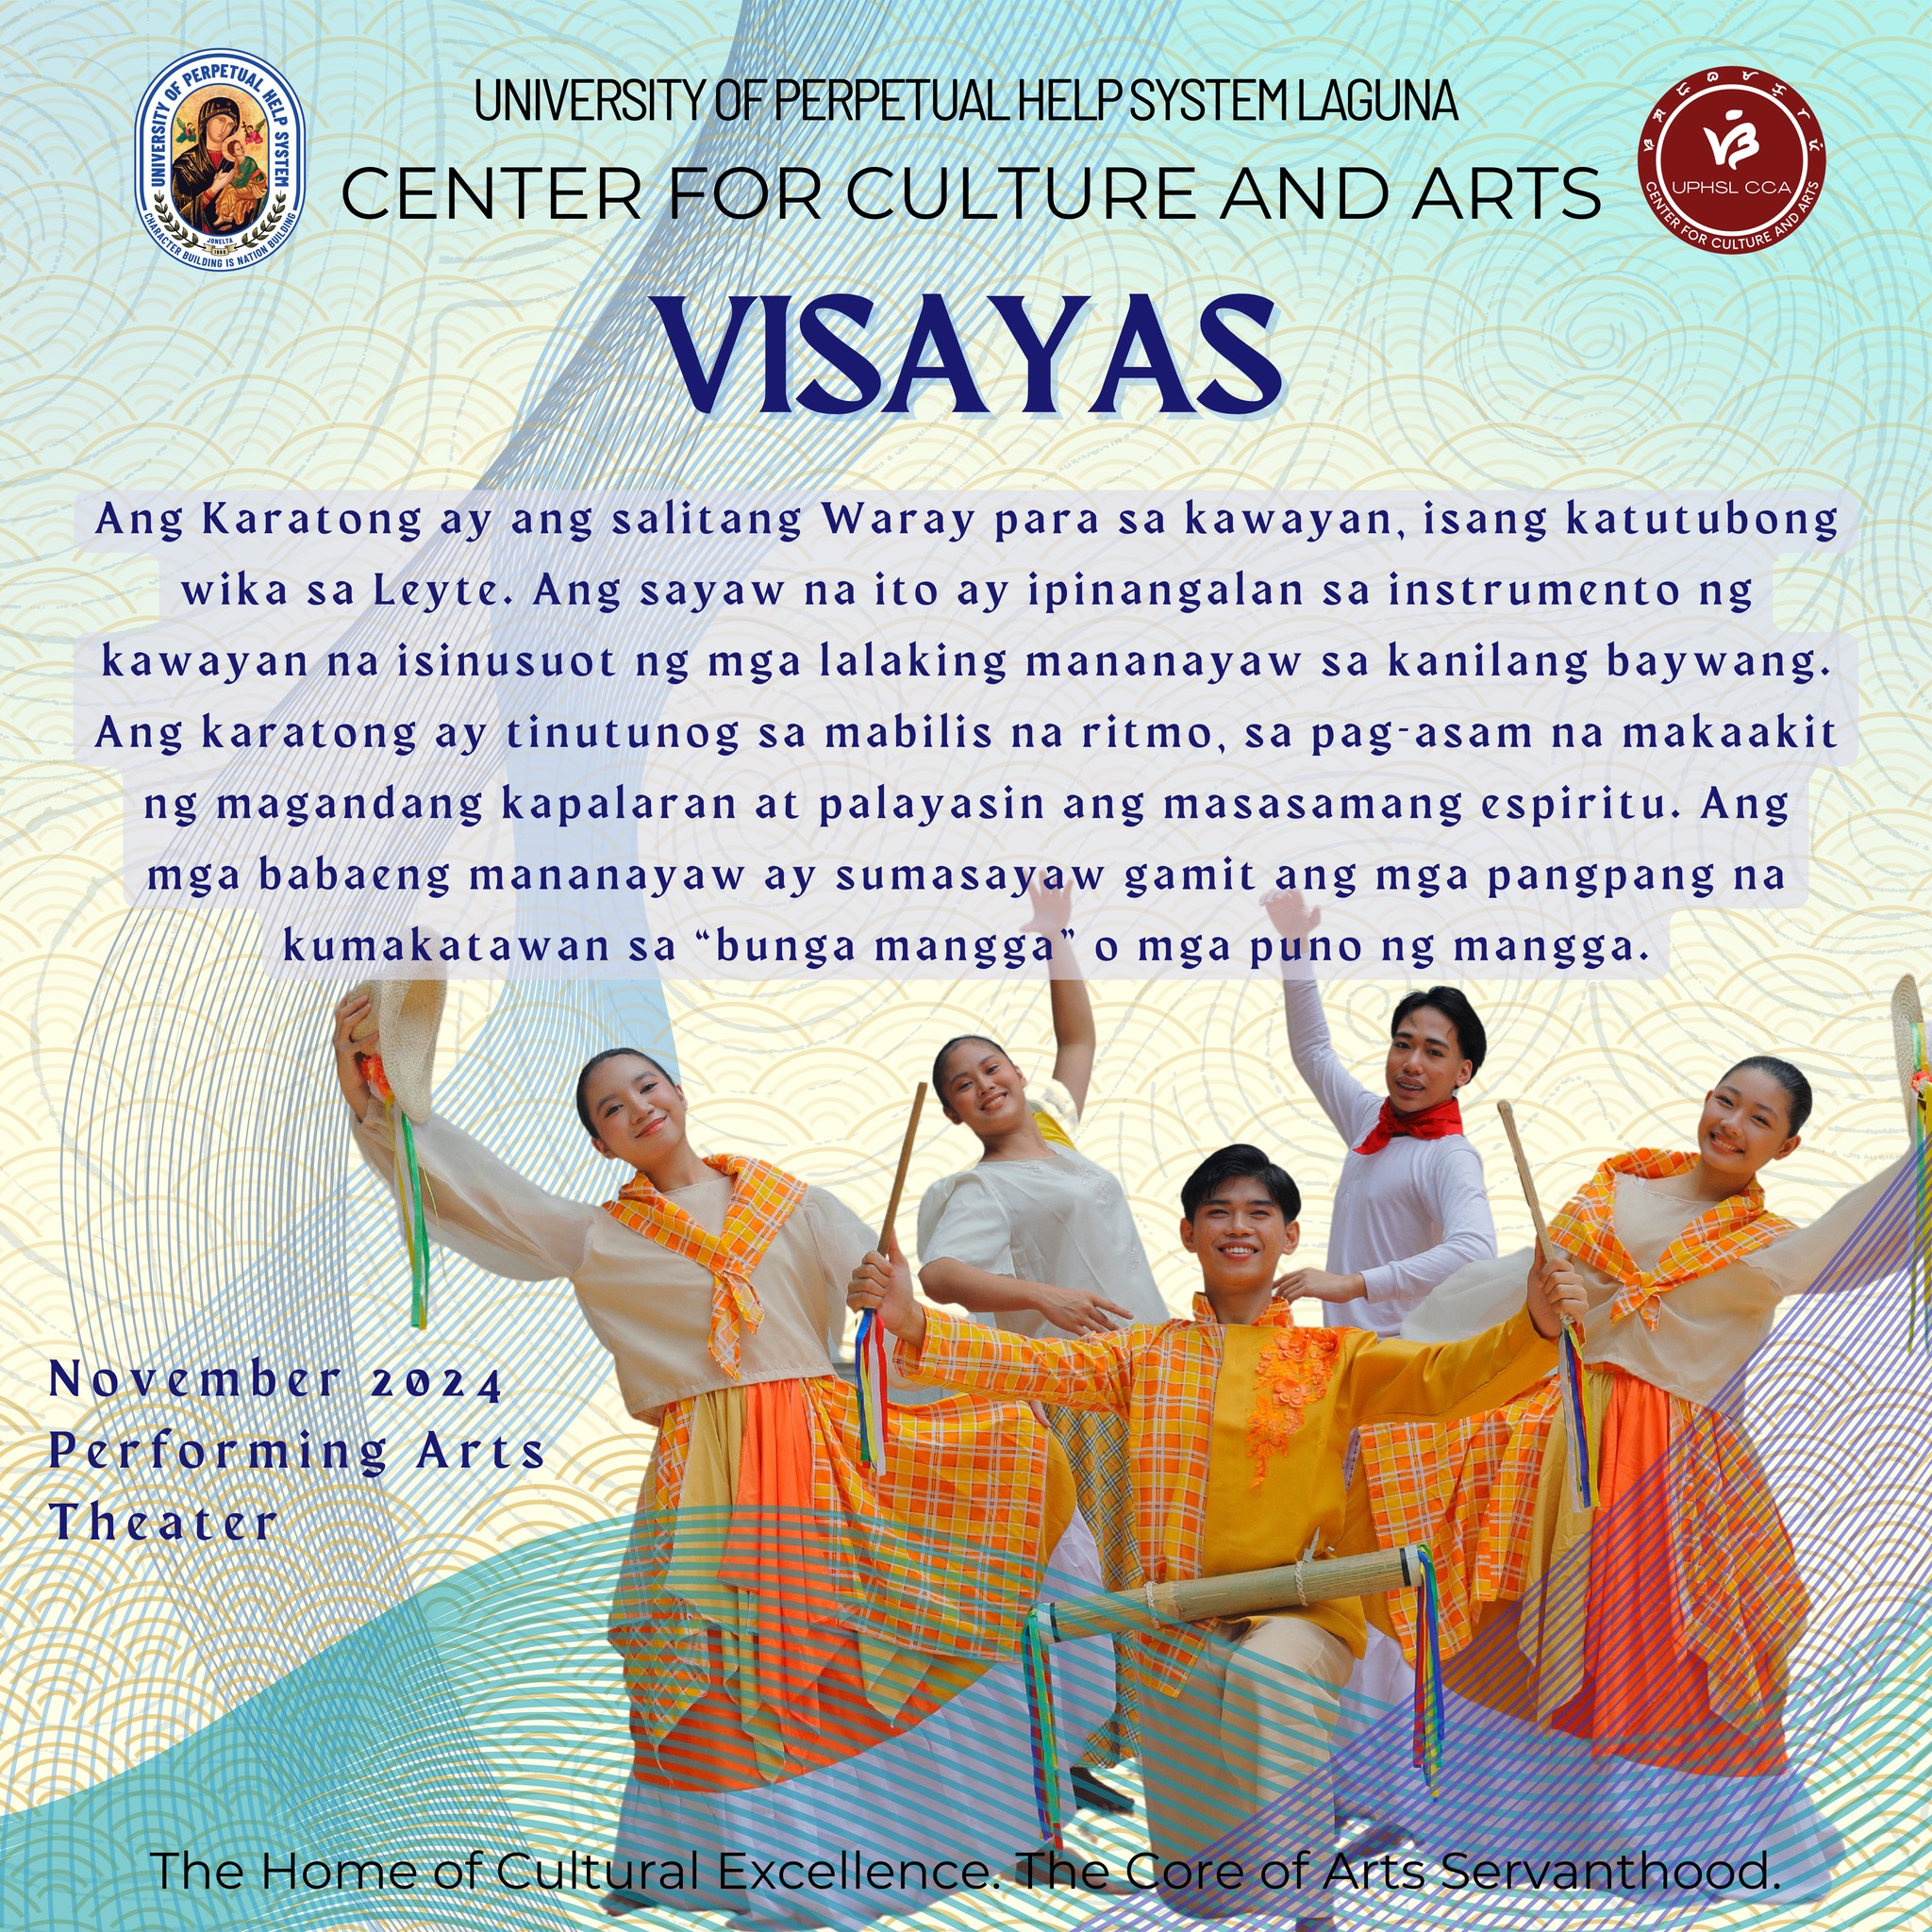 UNIVERSITY OF PERPETUAL HELP SYSTEM
JONELTA
1968
CHARACTER BUILDING IS NATION BUILDING
UNIVERSITY OF PERPETUAL HELP SYSTEM LAGUNA
CENTER FOR CULTURE AND ARTS
UPHSL CCA
CENTER FOR CULTURE AND ARTS
VISAYAS
Ang Karatong ay ang salitang Waray para sa kawayan, isang katutubong
wika sa Leyte. Ang sayaw na ito ay ipinangalan sa instrumento ng
kawayan na isinusuot ng mga lalaking mananayaw sa kanilang baywang.
Ang karatong ay tinutunog sa mabilis na ritmo, sa pag-asam na makaakit
ng magandang kapalaran at palayasin ang masasamang espiritu. Ang
mga babaeng mananayaw ay sumasayaw gamit ang mga pangpang na
kumakatawan sa “bunga mangga” o mga puno ng mangga.
November 2024
Performing Arts
Theater
The Home of Cultural Excellence. The Core of Arts Servanthood.